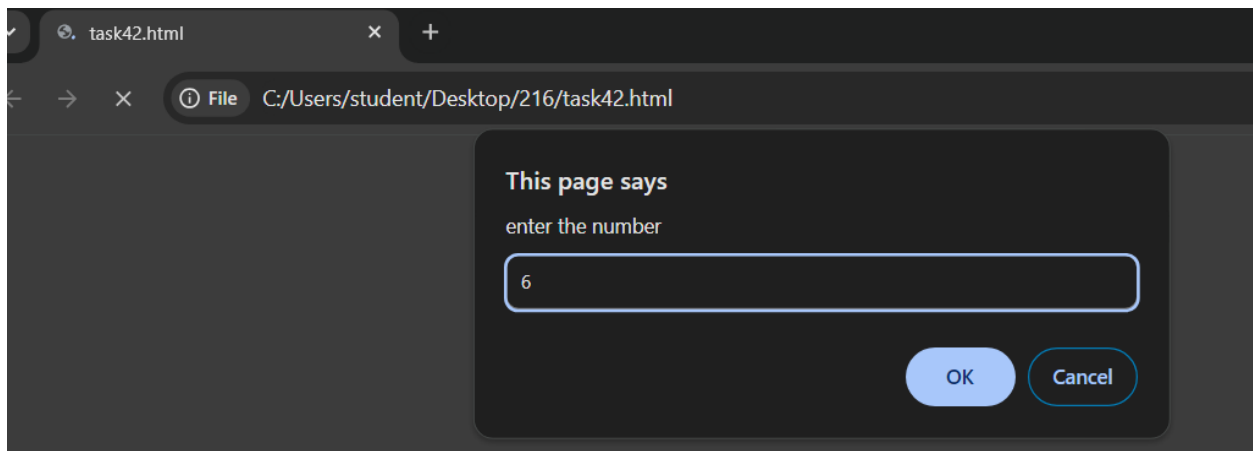 task42.html
File C:/Users/student/Desktop/216/task42.html
This page says
enter the number
6
OK Cancel